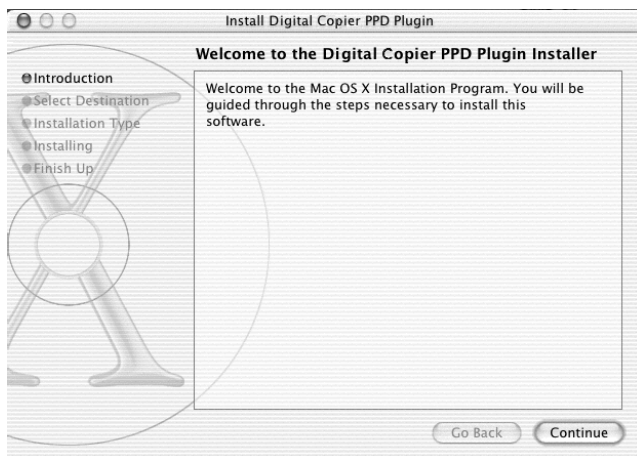 Install Digital Copier PPD Plugin
Welcome to the Digital Copier PPD Plugin Installer
Introduction
Select Destination
Installation Type
Installing
Finish Up
Welcome to the Mac OS X Installation Program. You will be
guided through the steps necessary to install this
software.
Go Back
Continue